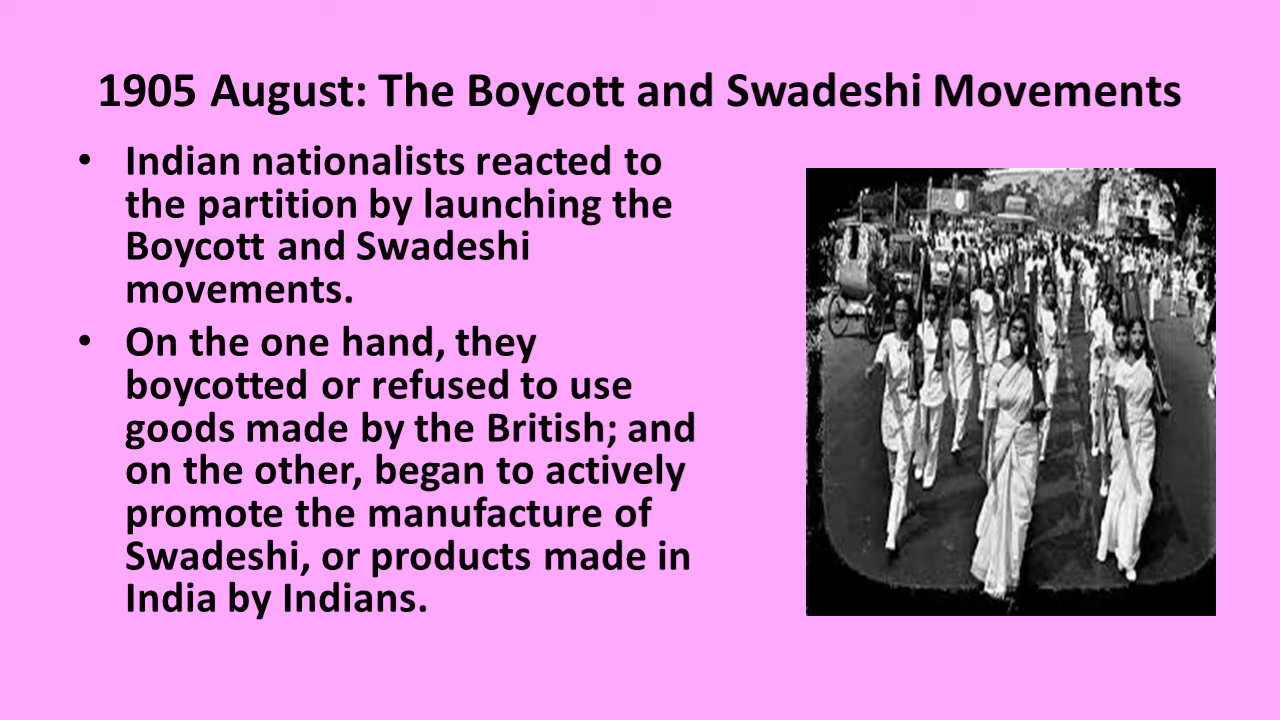 1905 August: The Boycott and Swadeshi Movements
• Indian nationalists reacted to
the partition by launching the
Boycott and Swadeshi
movements.
• On the one hand, they
boycotted or refused to use
goods made by the British; and
on the other, began to actively
promote the manufacture of
Swadeshi, or products made in
India by Indians.